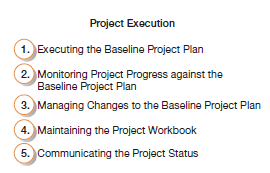 Project Execution
1. Executing the Baseline Project Plan
2. Monitoring Project Progress against the
Baseline Project Plan
3. Managing Changes to the Baseline Project Plan
4. Maintaining the Project Workbook
5. Communicating the Project Status